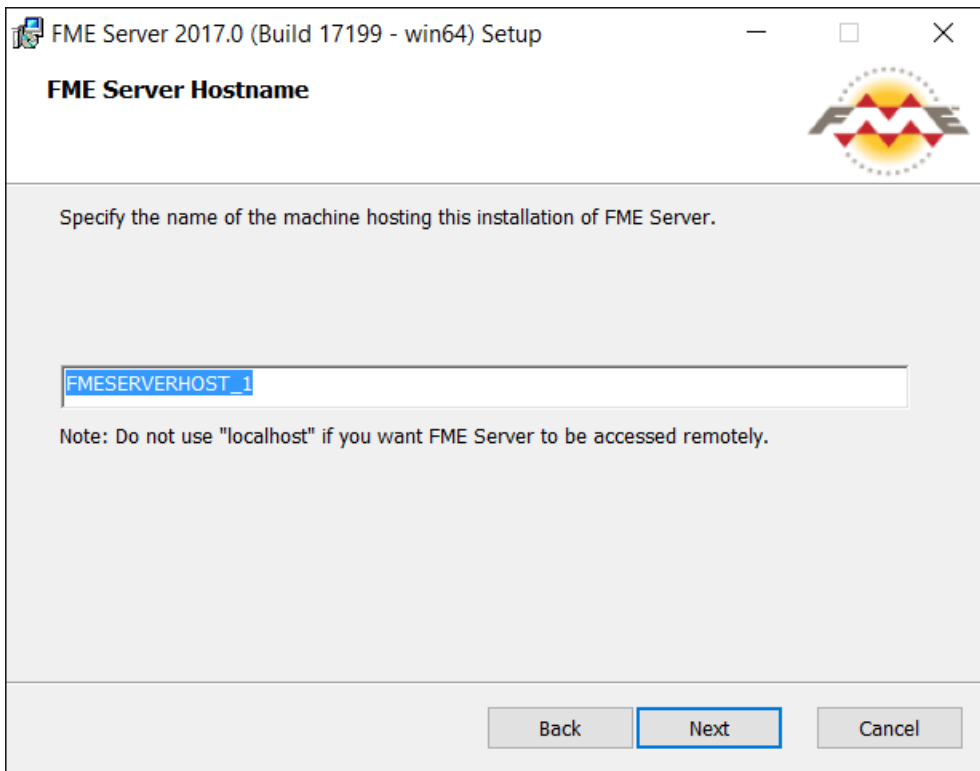 FME Server 2017.0 (Build 17199 - win64) Setup
FME Server Hostname
FME
Specify the name of the machine hosting this installation of FME Server.
FMESERVERHOST_1
Note: Do not use "localhost" if you want FME Server to be accessed remotely.
Back Next Cancel